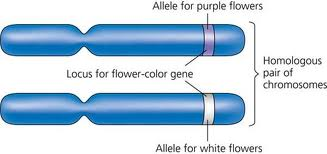 Allele for purple flowers
Locus for flower-color gene
Homologous
pair of
chromosomes
Allele for white flowers